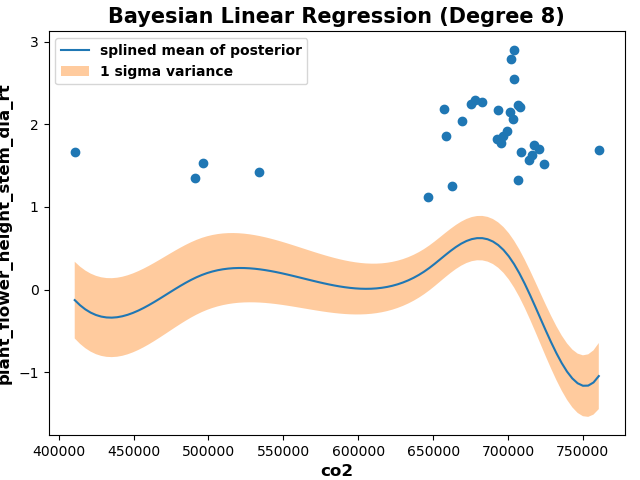 Bayesian Linear Regression (Degree 8)
splined mean of posterior
1 sigma variance
plant_flower_height_stem_dia_rt
3
2
1
0
−1
400000 450000 500000 550000 600000 650000 700000 750000
co2